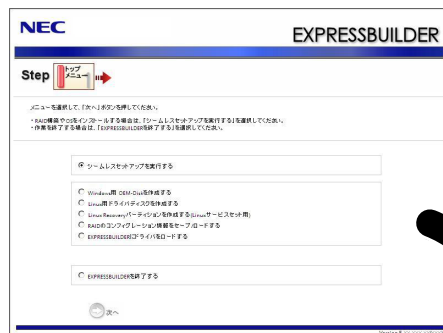 NEC
EXPRESSBUILDER
Step トップメニュー
メニューを選択して、「次へ」ボタンを押してください。
・RAID構築やOSをインストールする場合は、「シームレスセットアップを実行する」を選択してください。
・作業を終了する場合は、「EXPRESSBUILDERを終了する」を選択してください。
シームレスセットアップを実行する
Windows用 OEM-Diskを作成する
Linux用ドライバディスクを作成する
Linux Recoveryパーティションを作成する(Linuxサービスセット用)
RAIDのコンフィグレーション情報をセーブ/ロードする
EXPRESSBUILDERにドライバをロードする
EXPRESSBUILDERを終了する
次へ